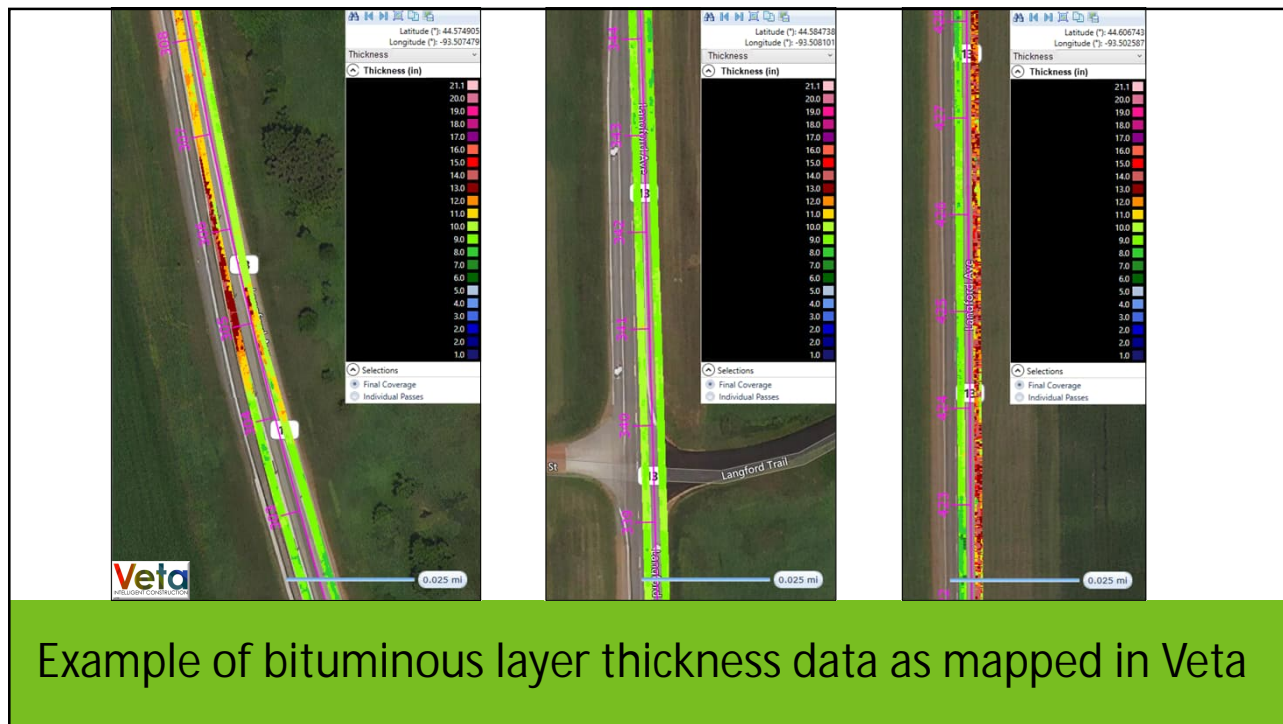 Latitude (°): 44.574905
Longitude (°): -93.507479
Thickness
Thickness (in)
21.1
20.0
19.0
18.0
17.0
16.0
15.0
14.0
13.0
12.0
11.0
10.0
9.0
8.0
7.0
6.0
5.0
4.0
3.0
2.0
2.0
1.0
Selections
Final Coverage
Individual Passes
Veta
INTELLIGENT CONSTRUCTION
0.025 mi
Latitude (°): 44.584738
Longitude (°): -93.508101
Thickness
Thickness (in)
21.1
20.0
19.0
18.0
17.0
16.0
15.0
14.0
13.0
12.0
11.0
10.0
9.0
8.0
7.0
6.0
5.0
4.0
3.0
2.0
2.0
1.0
Selections
Final Coverage
Individual Passes
13
St
Langford Trail
13
0.025 mi
Latitude (°): 44.606743
Longitude (°): -93.502587
Thickness
Thickness (in)
21.1
20.0
19.0
18.0
17.0
16.0
15.0
14.0
13.0
12.0
11.0
10.0
9.0
8.0
7.0
6.0
5.0
4.0
3.0
2.0
2.0
1.0
Selections
Final Coverage
Individual Passes
13
Langford Ave
13
0.025 mi
Example of bituminous layer thickness data as mapped in Veta